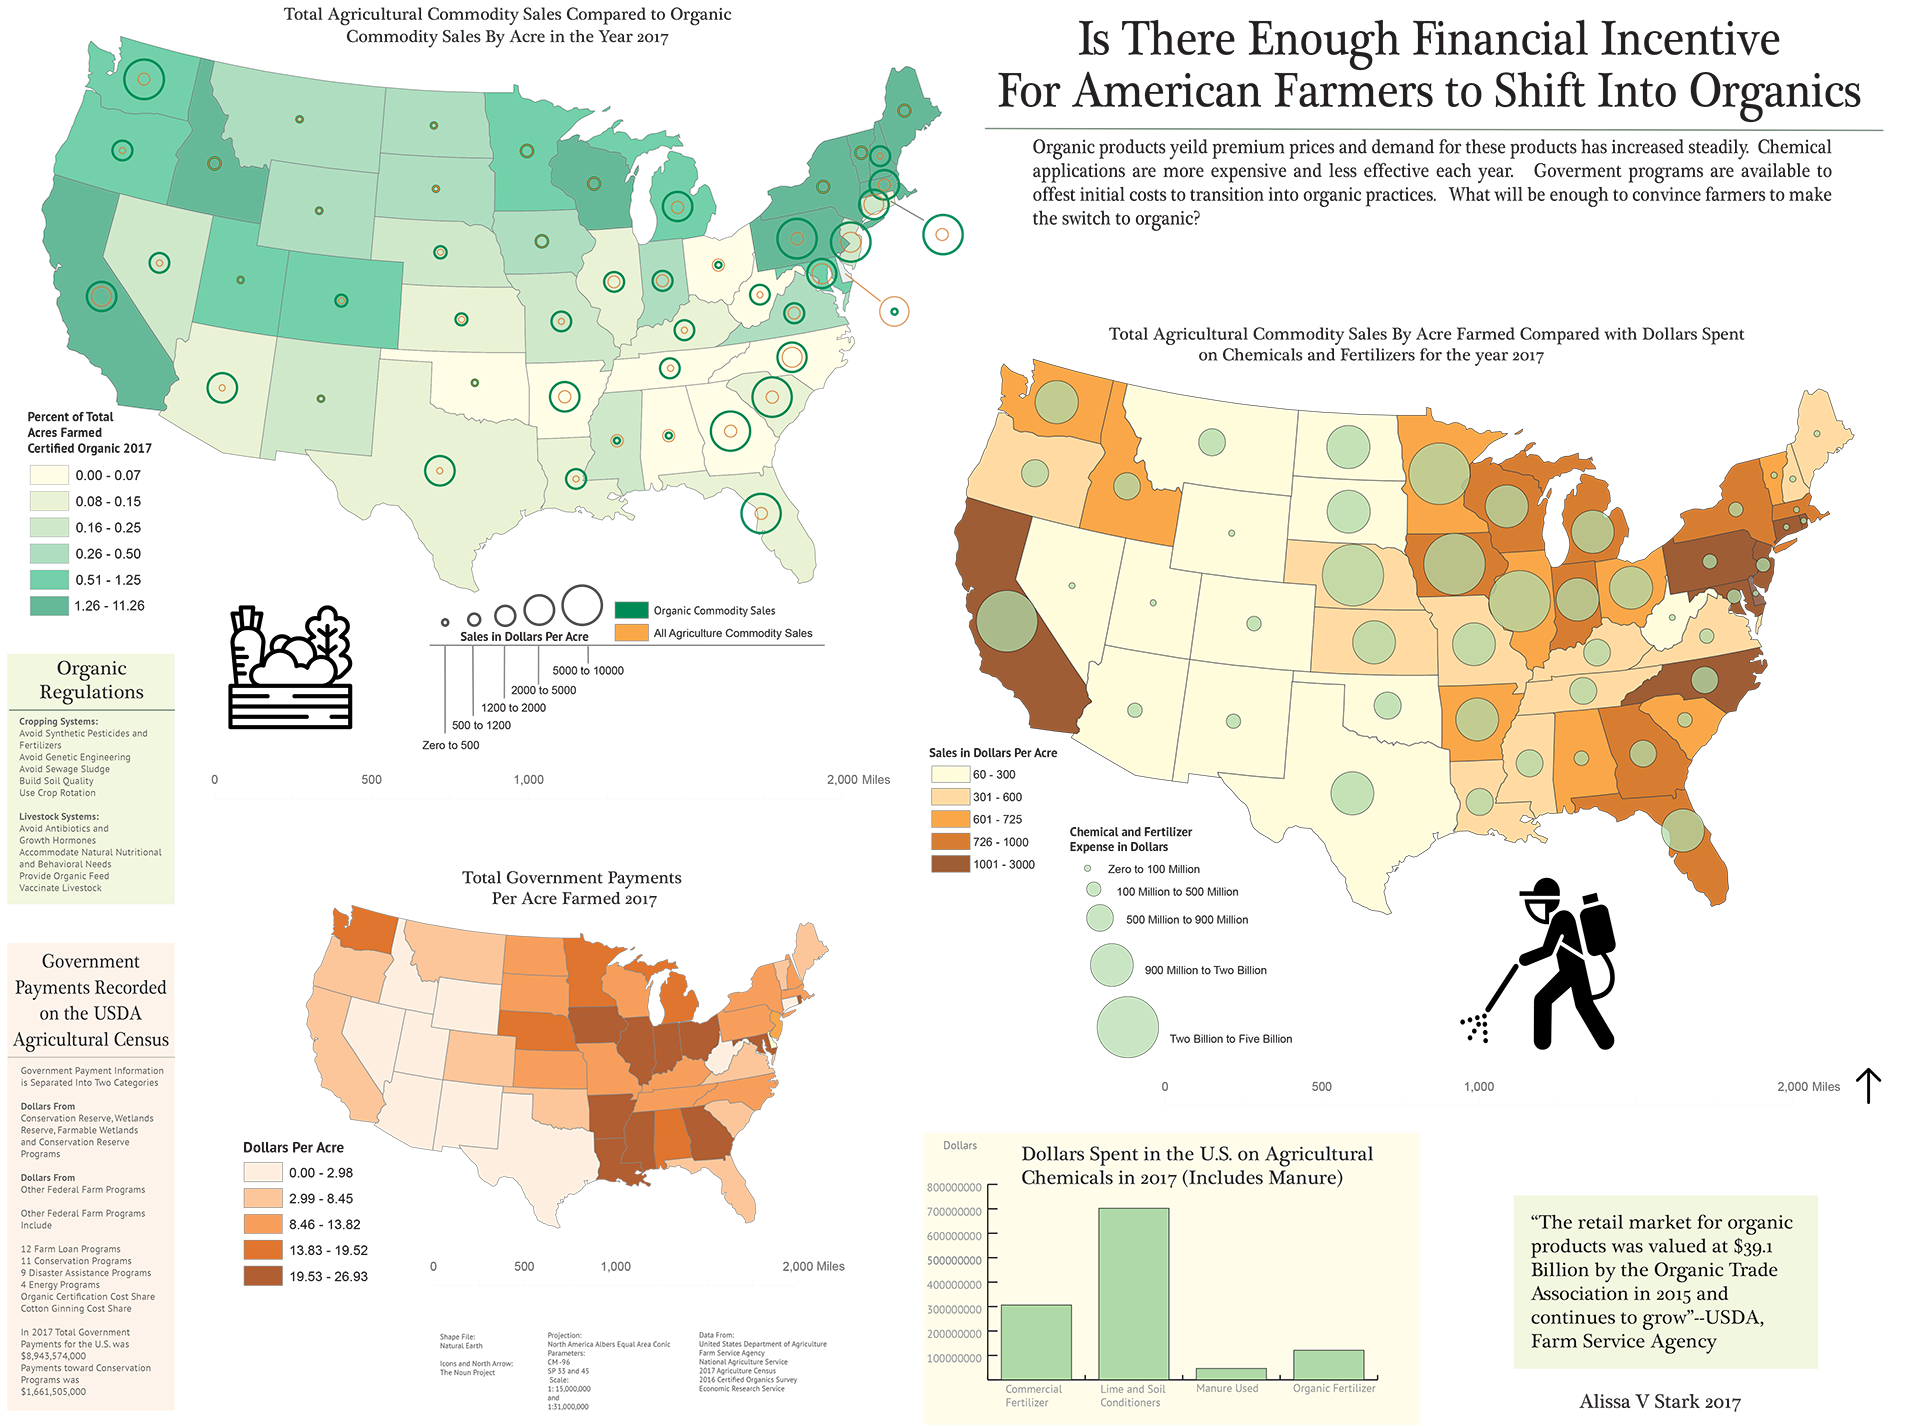 Total Agricultural Commodity Sales Compared to Organic
Commodity Sales By Acre in the Year 2017
Is There Enough Financial Incentive
For American Farmers to Shift Into Organics
Organic products yeild premium prices and demand for these products has increased steadily. Chemical
applications are more expensive and less effective each year. Goverment programs are available to
offest initial costs to transition into organic practices. What will be enough to convince farmers to make
the switch to organic?
Percent of Total
Acres Farmed
Certified Organic 2017
0.00 - 0.07
0.08 - 0.15
0.16 - 0.25
0.26 - 0.50
0.51 - 1.25
1.26 - 11.26
Organic Commodity Sales
All Agriculture Commodity Sales
Sales in Dollars Per Acre
5000 to 10000
2000 to 5000
1200 to 2000
500 to 1200
Zero to 500
0 500 1,000 2,000 Miles
Organic
Regulations
Cropping Systems:
Avoid Synthetic Pesticides and
Fertilizers
Avoid Genetic Engineering
Avoid Sewage Sludge
Build Soil Quality
Use Crop Rotation
Livestock Systems:
Avoid Antibiotics and
Growth Hormones
Accommodate Natural Nutritional
and Behavioral Needs
Provide Organic Feed
Vaccinate Livestock
Total Agricultural Commodity Sales By Acre Farmed Compared with Dollars Spent
on Chemicals and Fertilizers for the year 2017
Sales in Dollars Per Acre
60 - 300
301 - 600
601 - 725
726 - 1000
1001 - 3000
Chemical and Fertilizer
Expense in Dollars
Zero to 100 Million
100 Million to 500 Million
500 Million to 900 Million
900 Million to Two Billion
Two Billion to Five Billion
0 500 1,000 2,000 Miles
Total Government Payments
Per Acre Farmed 2017
Dollars Per Acre
0.00 - 2.98
2.99 - 8.45
8.46 - 13.82
13.83 - 19.52
19.53 - 26.93
0 500 1,000 2,000 Miles
Government
Payments Recorded
on the USDA
Agricultural Census
Government Payment Information
is Separated Into Two Categories
Dollars From
Conservation Reserve, Wetlands
Reserve, Farmable Wetlands
and Conservation Reserve
Programs
Dollars From
Other Federal Farm Programs
Other Federal Farm Programs
Include
12 Farm Loan Programs
11 Conservation Programs
9 Disaster Assistance Programs
4 Energy Programs
Organic Certification Cost Share
Cotton Ginning Cost Share
In 2017 Total Government
Payments for the U.S. was
$8,943,574,000
Payments toward Conservation
Programs was
$1,661,505,000
Shape File:
Natural Earth
Icons and North Arrow:
The Noun Project
Projection:
North America Albers Equal Area Conic
Parameters:
CM -96
SP 33 and 45
Scale:
1: 15,000,000
and
1:31,000,000
Data From:
United States Department of Agriculture
Farm Service Agency
National Agriculture Service
2017 Agriculture Census
2016 Certified Organics Survey
Economic Research Service
Dollars
Dollars Spent in the U.S. on Agricultural
Chemicals in 2017 (Includes Manure)
800000000
700000000
600000000
500000000
400000000
300000000
200000000
100000000
Commercial
Fertilizer
Lime and Soil
Conditioners
Manure Used
Organic Fertilizer
“The retail market for organic
products was valued at $39.1
Billion by the Organic Trade
Association in 2015 and
continues to grow”--USDA,
Farm Service Agency
Alissa V Stark 2017